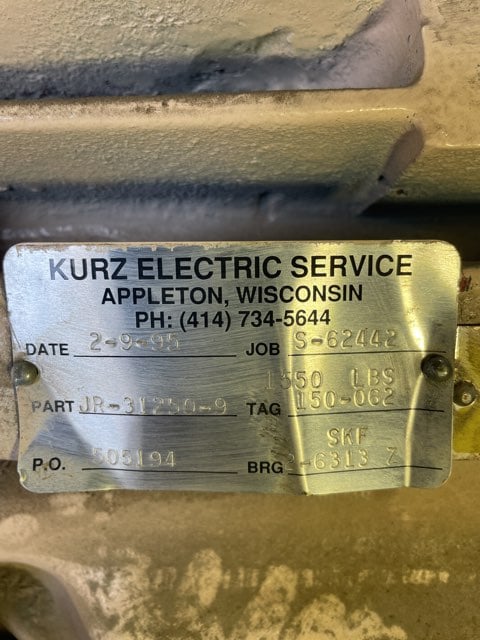 KURZ ELECTRIC SERVICE
APPLETON, WISCONSIN
PH: (414) 734-5644
DATE 2-9-95 JOB S-62442
1550 LBS
PART JR-31250-9 TAG 150-062
SKF
P.O. 505194 BRG 2-6313 Z